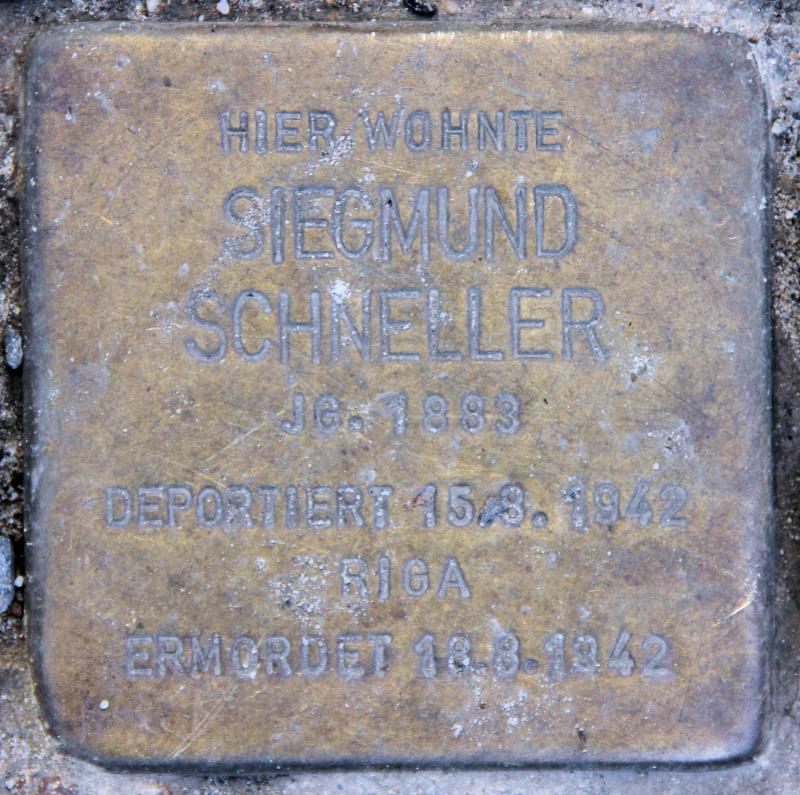 HIER WOHNTE
SIEGMUND
SCHNELLER
JG. 1883
DEPORTIERT 15.8.1942
RIGA
ERMORDET 18.8.1942